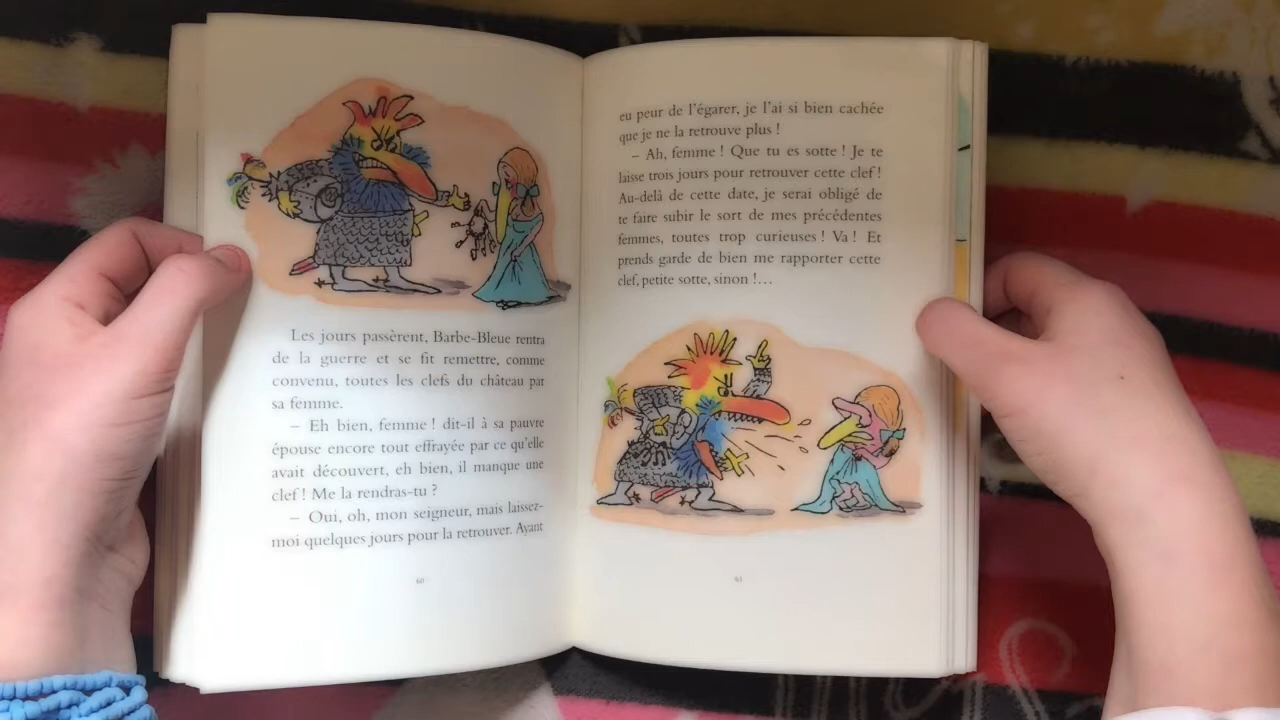 Les jours passèrent, Barbe-Bleue rentra
de la guerre et se fit remettre, comme
convenu, toutes les clefs du château par
sa femme.
– Eh bien, femme ! dit-il à sa pauvre
épouse encore tout effrayée par ce qu'elle
avait découvert, eh bien, il manque une
clef ! Me la rendras-tu ?
– Oui, oh, mon seigneur, mais laissez-
moi quelques jours pour la retrouver. Ayant
60
eu peur de l'égarer, je l'ai si bien cachée
que je ne la retrouve plus !
– Ah, femme ! Que tu es sotte ! Je te
laisse trois jours pour retrouver cette clef !
Au-delà de cette date, je serai obligé de
te faire subir le sort de mes précédentes
femmes, toutes trop curieuses ! Va ! Et
prends garde de bien me rapporter cette
clef, petite sotte, sinon !…